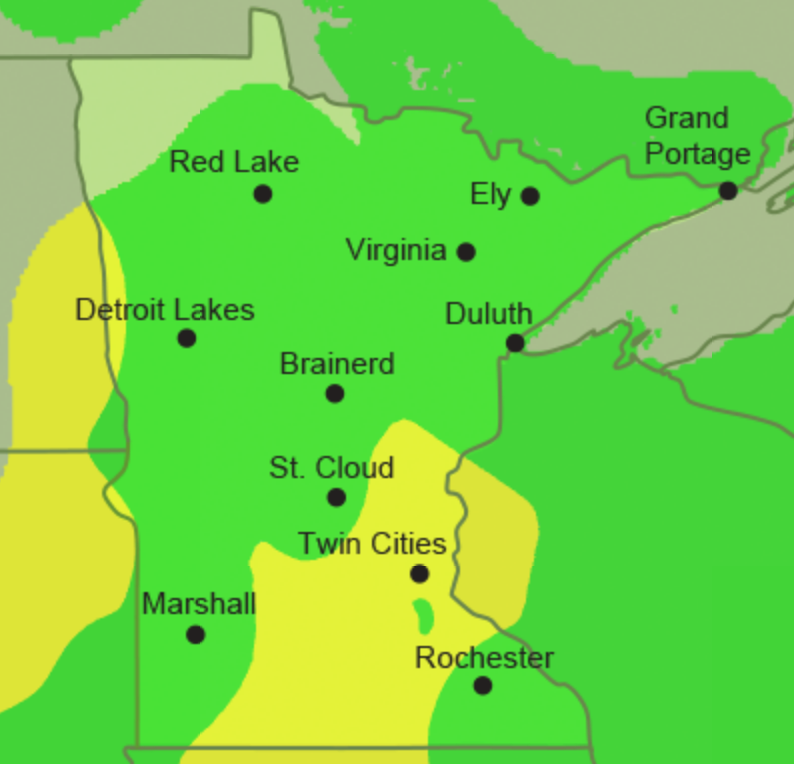 Grand
Portage
Red Lake
Ely
Virginia
Detroit Lakes
Duluth
Brainerd
St. Cloud
Twin Cities
Marshall
Rochester